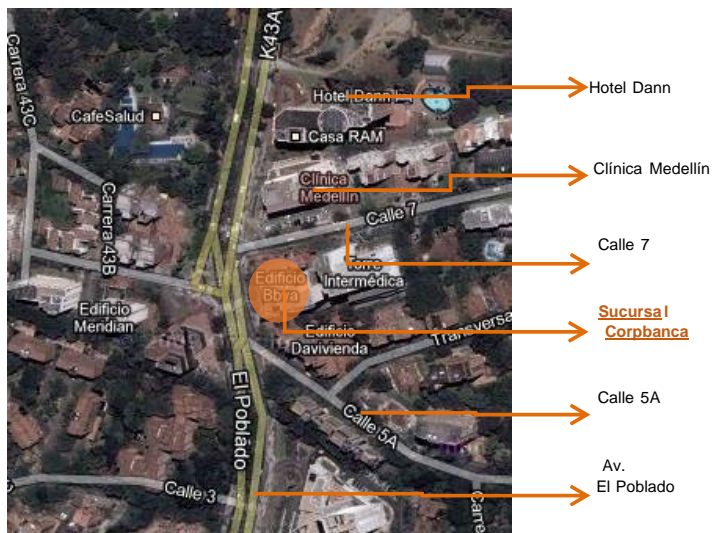 K43A
Carrera 43C
Hotel Dann
CafeSalud
Casa RAM
Clínica
Medellín
Carrera 43B
Calle 7
Edificio
Bbva
Torre
Intermédica
Edificio
Meridian
Edificio
Davivienda
Transversa
El Poblado
Calle 5A
Calle 3
Carre
Hotel Dann
Clínica Medellín
Calle 7
Sucursal
Corpbanca
Calle 5A
Av.
El Poblado